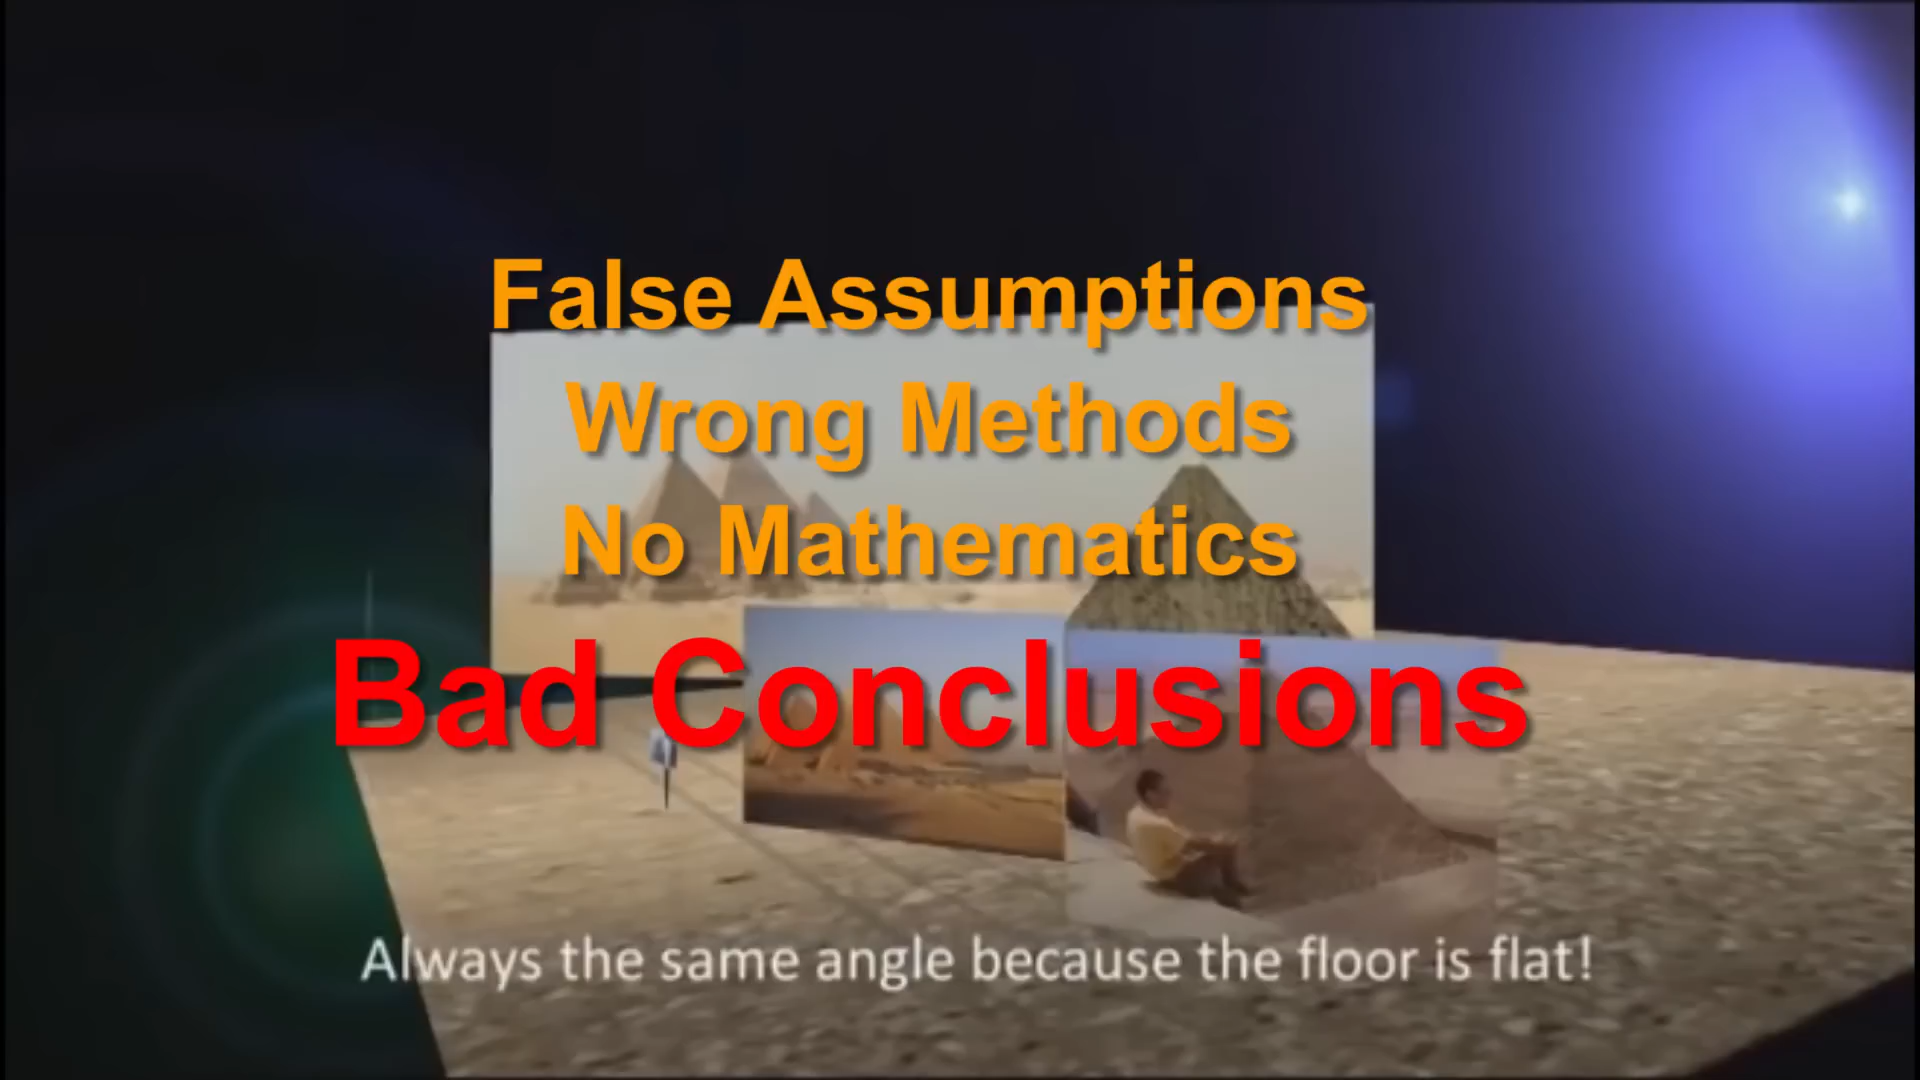 False Assumptions
Wrong Methods
No Mathematics
Bad Conclusions
Always the same angle because the floor is flat!